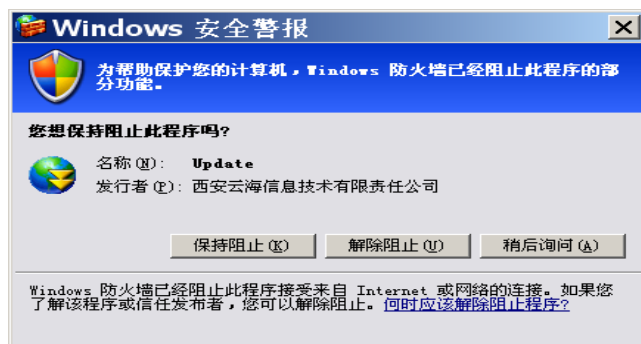 Windows 安全警报
为帮助保护您的计算机，Windows 防火墙已经阻止此程序的部
分功能。
您想保持阻止此程序吗?
名称(N): Update
发行者(P): 西安云海信息技术有限责任公司
保持阻止(K) 解除阻止(U) 稍后询问(A)
Windows 防火墙已经阻止此程序接受来自 Internet 或网络的连接。如果您
了解该程序或信任发布者，您可以解除阻止。何时应该解除阻止程序?